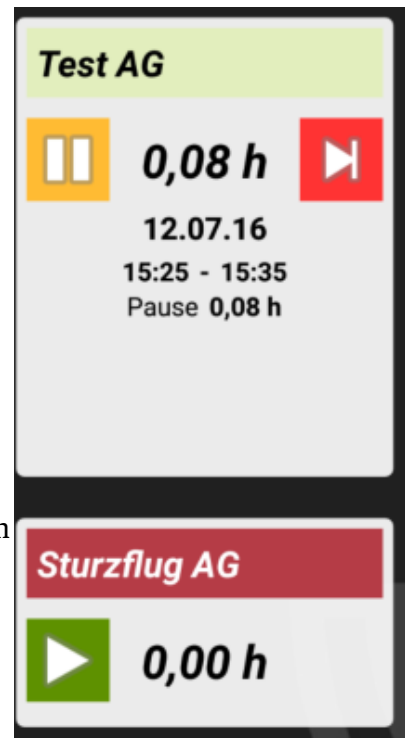 Test AG
0,08 h
12.07.16
15:25 - 15:35
Pause 0,08 h
Sturzflug AG
0,00 h